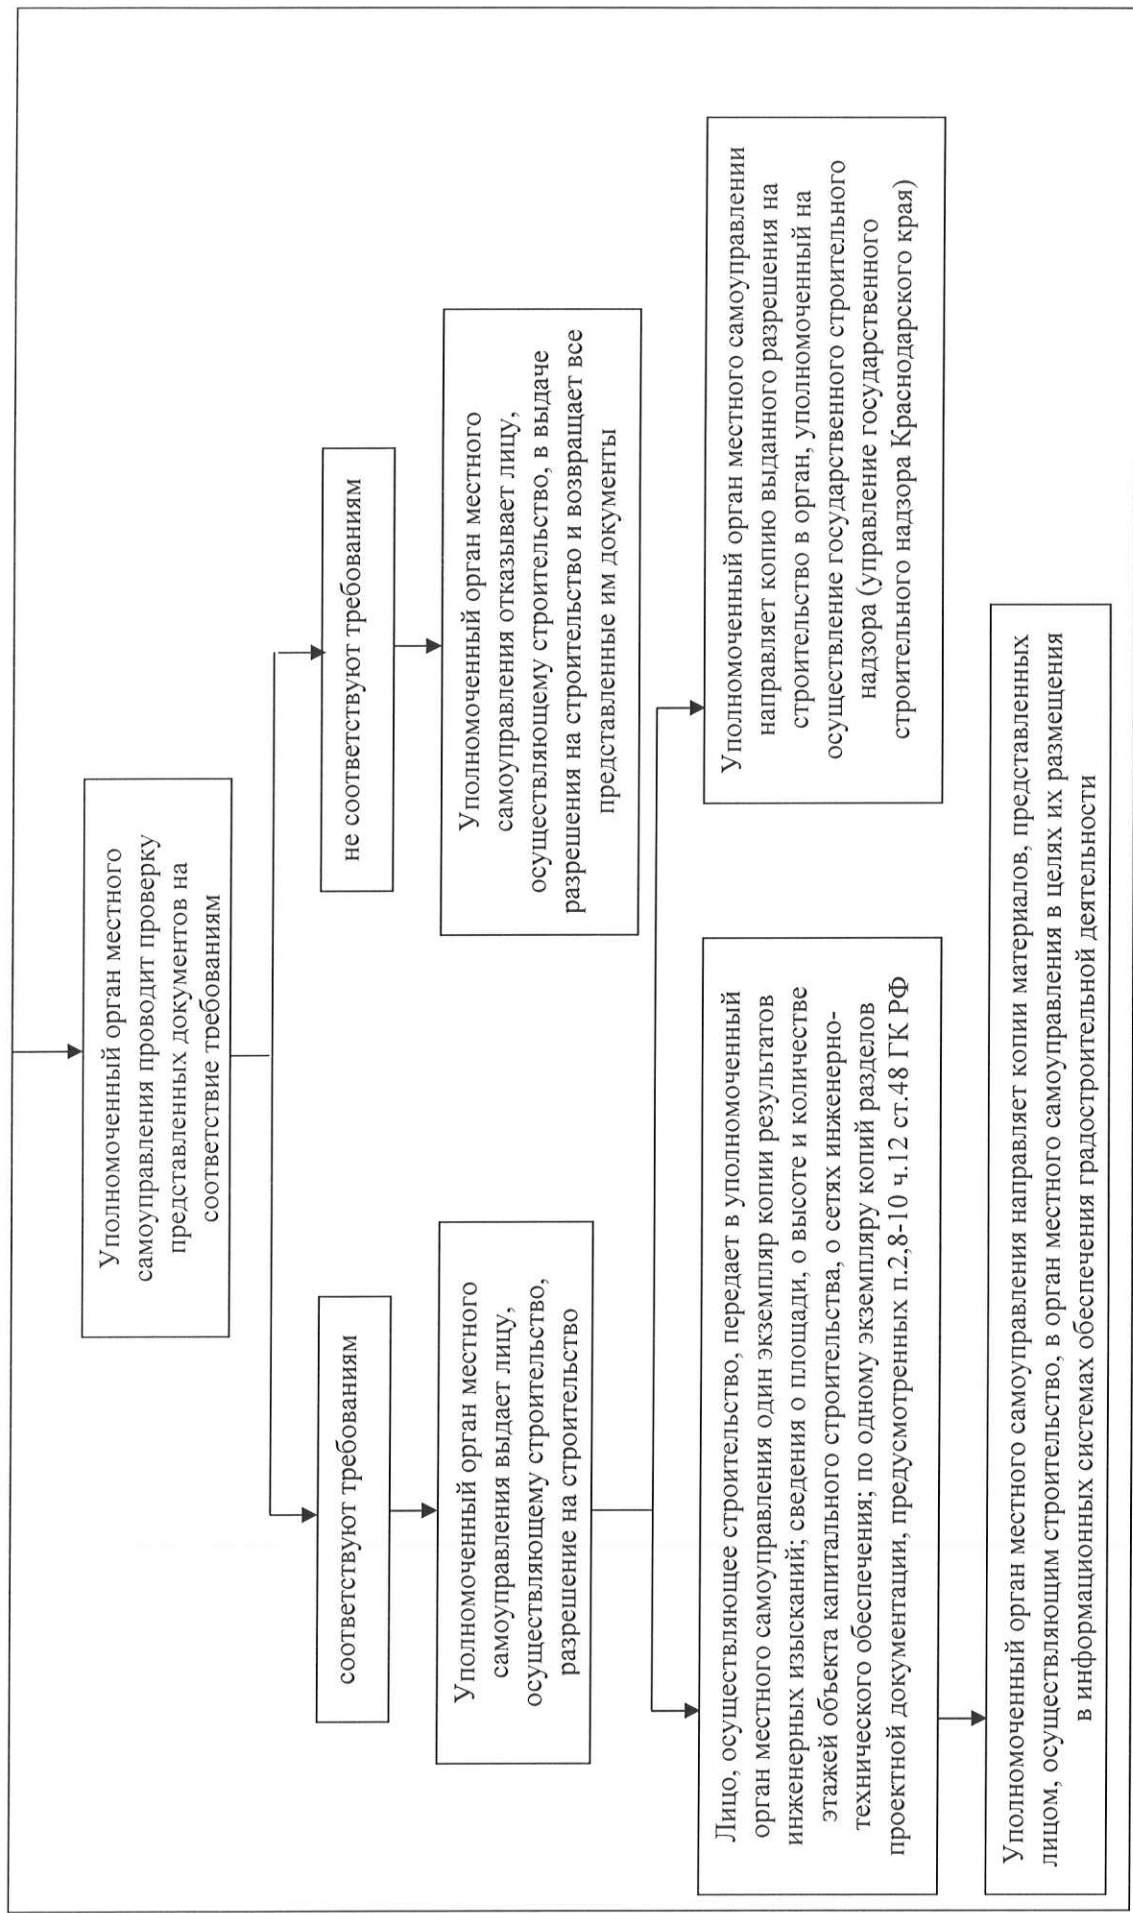 Уполномоченный орган местного
самоуправления проводит проверку
представленных документов на
соответствие требованиям
соответствуют требованиям
не соответствуют требованиям
Уполномоченный орган местного
самоуправления выдает лицу,
осуществляющему строительство,
разрешение на строительство
Уполномоченный орган местного
самоуправления отказывает лицу,
осуществляющему строительство, в выдаче
разрешения на строительство и возвращает все
представленные им документы
Лицо, осуществляющее строительство, передает в уполномоченный
орган местного самоуправления один экземпляр копии результатов
инженерных изысканий; сведения о площади, о высоте и количестве
этажей объекта капитального строительства, о сетях инженерно-
технического обеспечения; по одному экземпляру копий разделов
проектной документации, предусмотренных п.2,8-10 ч.12 ст.48 ГК РФ
Уполномоченный орган местного самоуправлении
направляет копию выданного разрешения на
строительство в орган, уполномоченный на
осуществление государственного строительного
надзора (управление государственного
строительного надзора Краснодарского края)
Уполномоченный орган местного самоуправления направляет копии материалов, представленных
лицом, осуществляющим строительство, в орган местного самоуправления в целях их размещения
в информационных системах обеспечения градостроительной деятельности